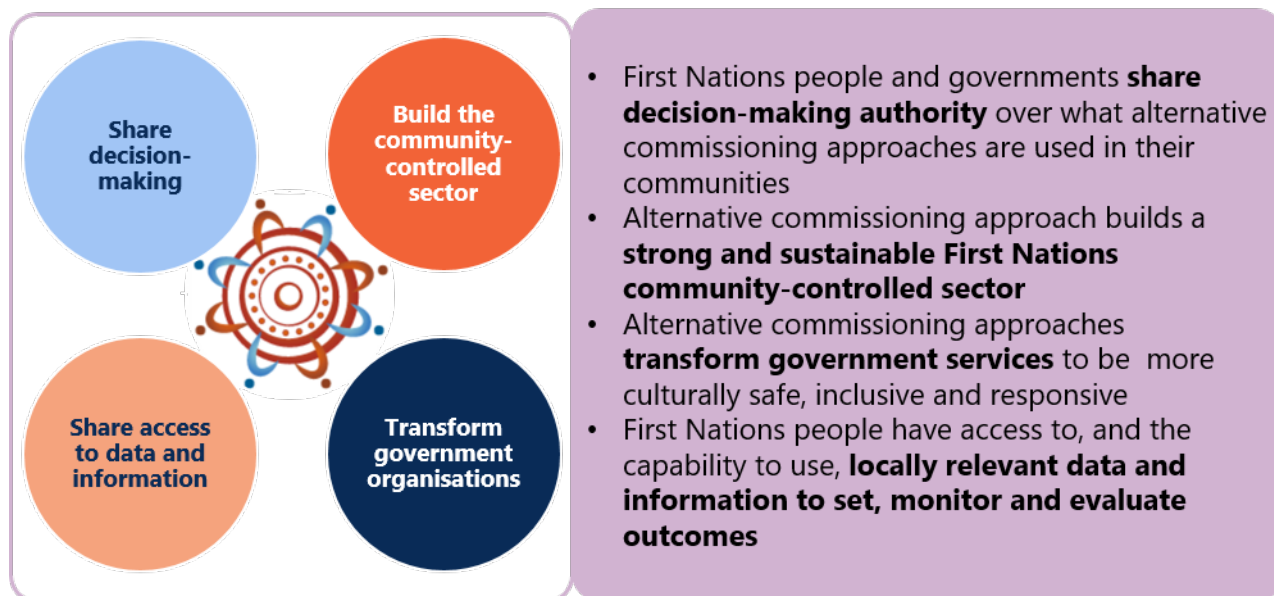 Share
decision-
making
Build the
community-
controlled
sector
Share access
to data and
information
Transform
government
organisations
• First Nations people and governments share
decision-making authority over what alternative
commissioning approaches are used in their
communities
• Alternative commissioning approach builds a
strong and sustainable First Nations
community-controlled sector
• Alternative commissioning approaches
transform government services to be  more
culturally safe, inclusive and responsive
• First Nations people have access to, and the
capability to use, locally relevant data and
information to set, monitor and evaluate
outcomes